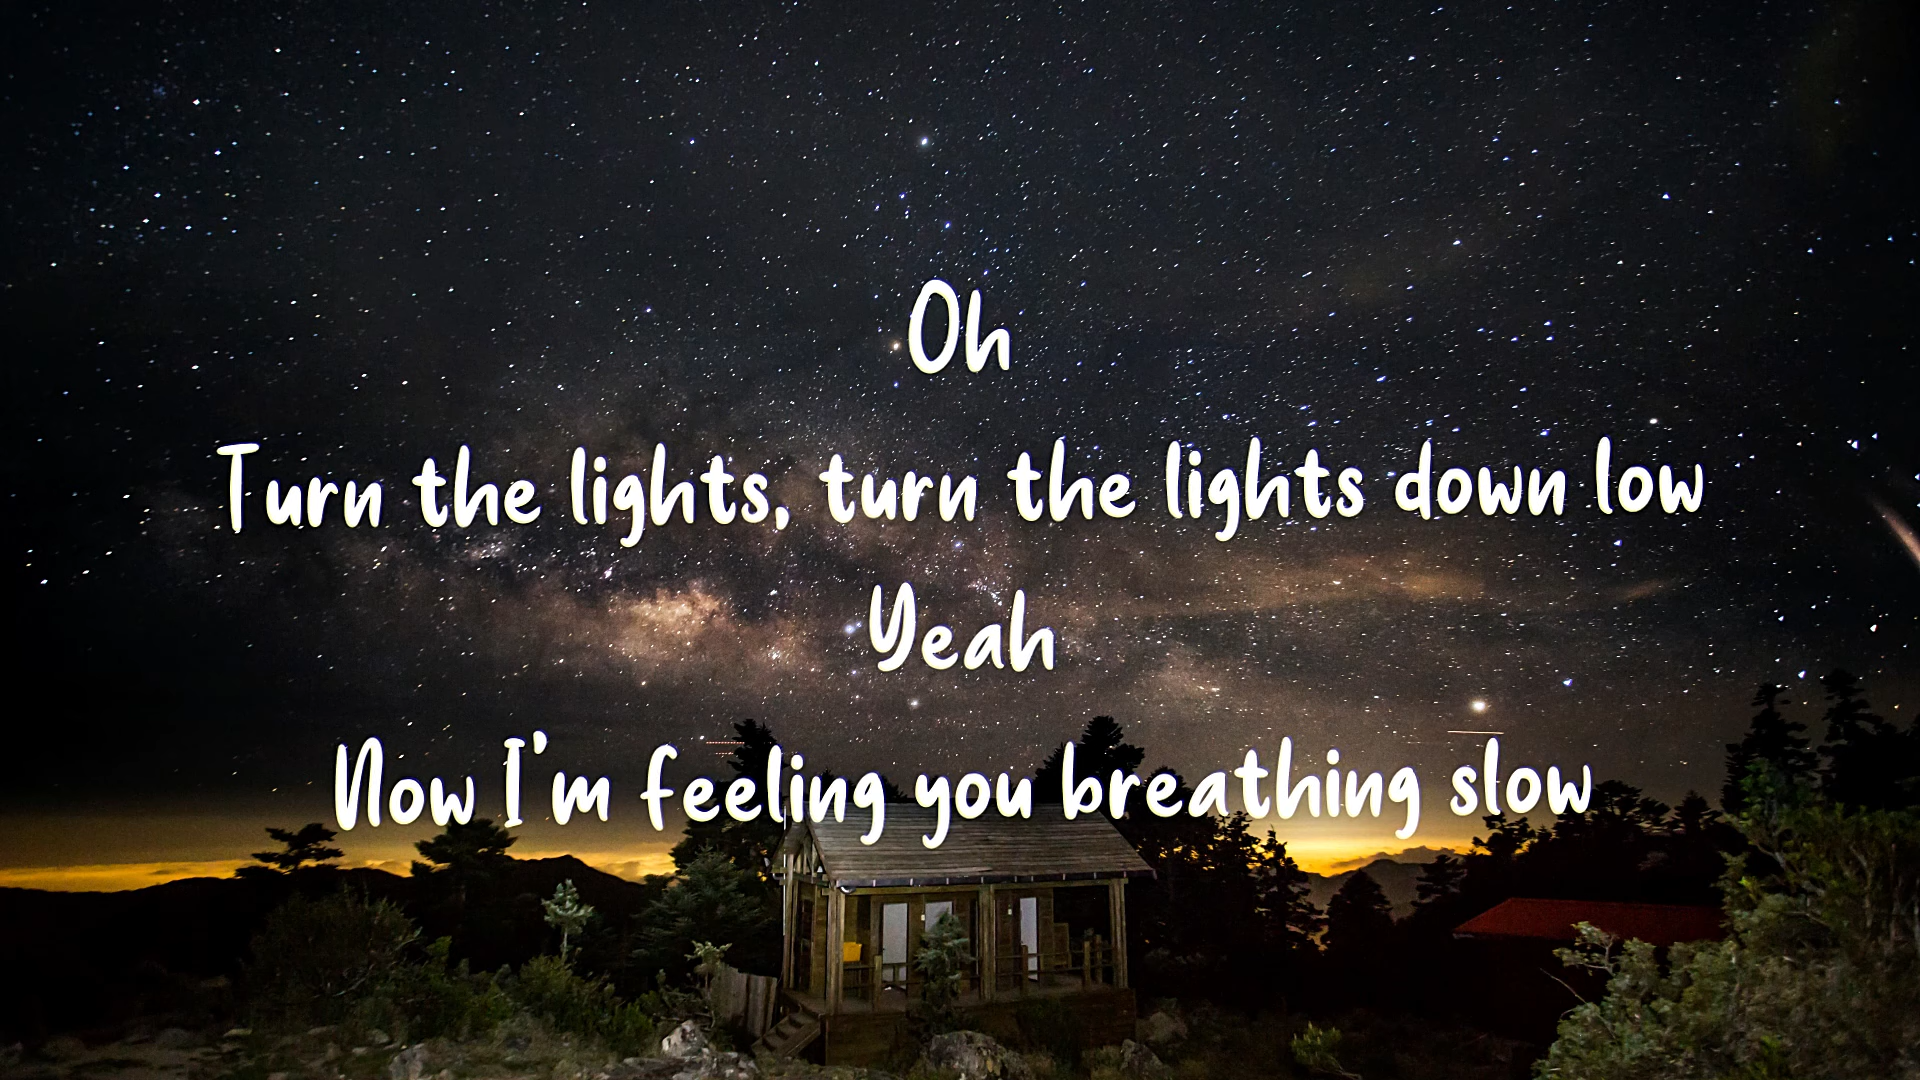 Oh
Turn the lights, turn the lights down low
Yeah
Now I'm feeling you breathing slow